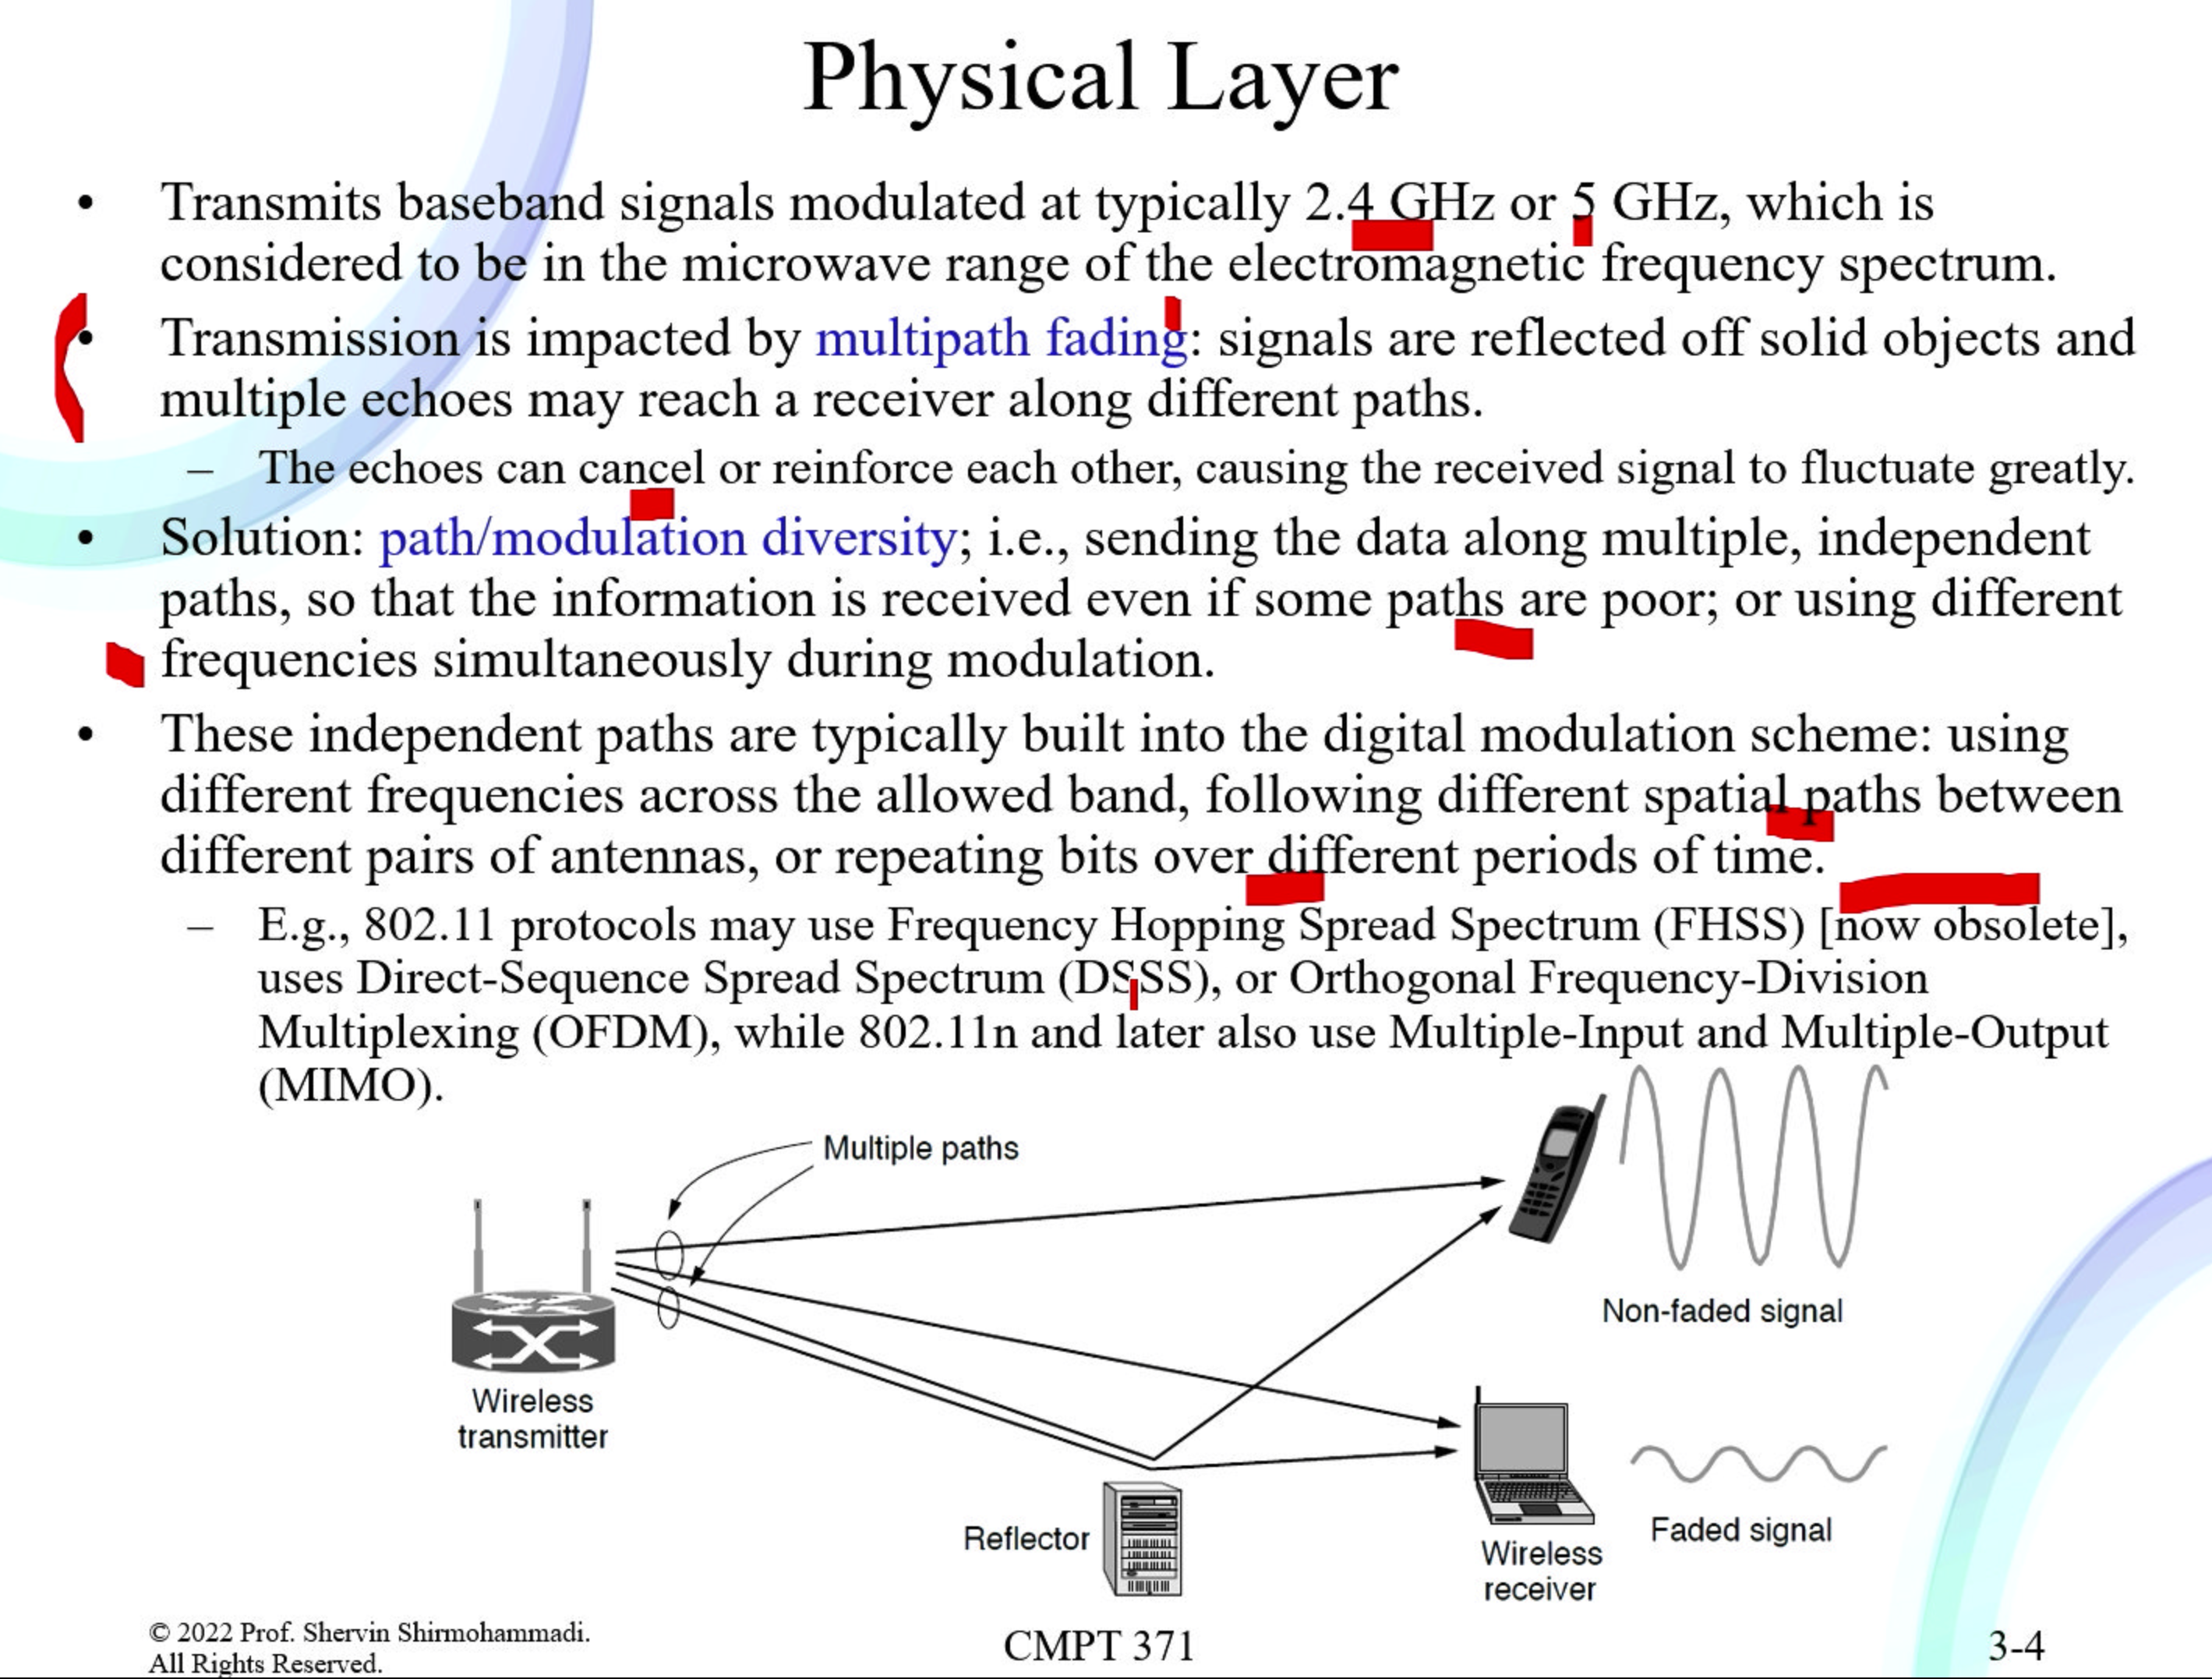 Physical Layer
• Transmits baseband signals modulated at typically 2.4 GHz or 5 GHz, which is
considered to be in the microwave range of the electromagnetic frequency spectrum.
• Transmission is impacted by multipath fading: signals are reflected off solid objects and
multiple echoes may reach a receiver along different paths.
– The echoes can cancel or reinforce each other, causing the received signal to fluctuate greatly.
• Solution: path/modulation diversity; i.e., sending the data along multiple, independent
paths, so that the information is received even if some paths are poor; or using different
frequencies simultaneously during modulation.
• These independent paths are typically built into the digital modulation scheme: using
different frequencies across the allowed band, following different spatial paths between
different pairs of antennas, or repeating bits over different periods of time.
– E.g., 802.11 protocols may use Frequency Hopping Spread Spectrum (FHSS) [now obsolete],
uses Direct-Sequence Spread Spectrum (DSSS), or Orthogonal Frequency-Division
Multiplexing (OFDM), while 802.11n and later also use Multiple-Input and Multiple-Output
(MIMO).
Multiple paths
Non-faded signal
Wireless
transmitter
Reflector
Faded signal
Wireless
receiver
© 2022 Prof. Shervin Shirmohammadi.
All Rights Reserved.
CMPT 371
3-4